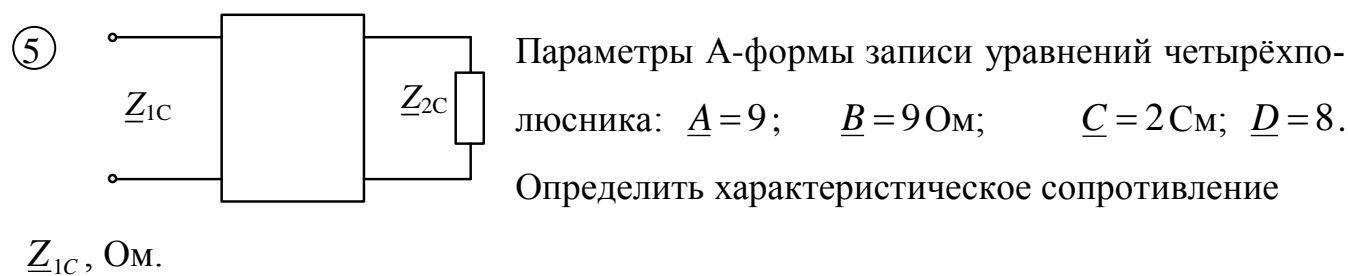 5 Параметры А-формы записи уравнений четырёхпо-
Z1C Z2C люсника: A = 9; B = 9 Ом; C = 2 См; D = 8.
Определить характеристическое сопротивление
Z1C, Ом.